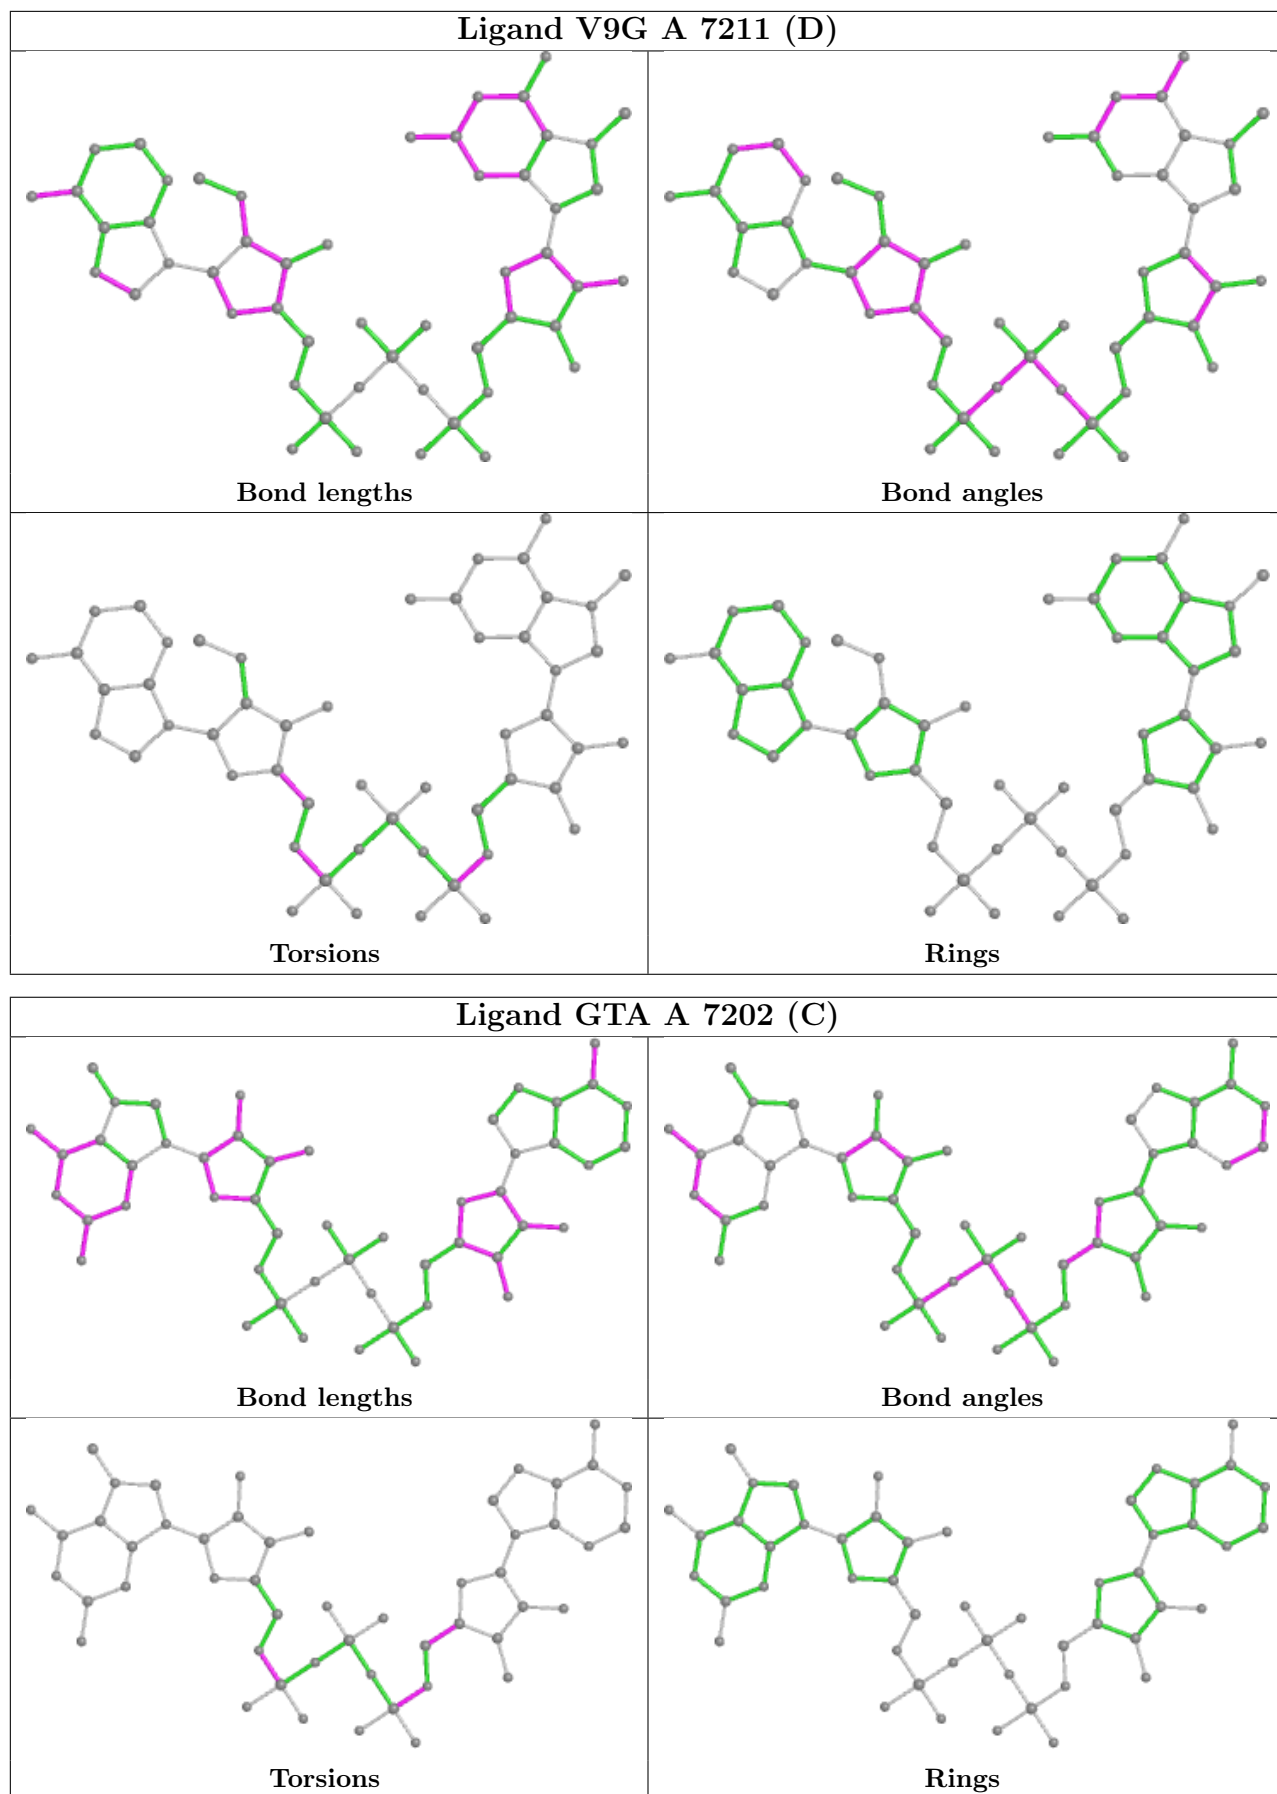 Ligand V9G A 7211 (D)
Bond lengths
Bond angles
Torsions
Rings
Ligand GTA A 7202 (C)
Bond lengths
Bond angles
Torsions
Rings